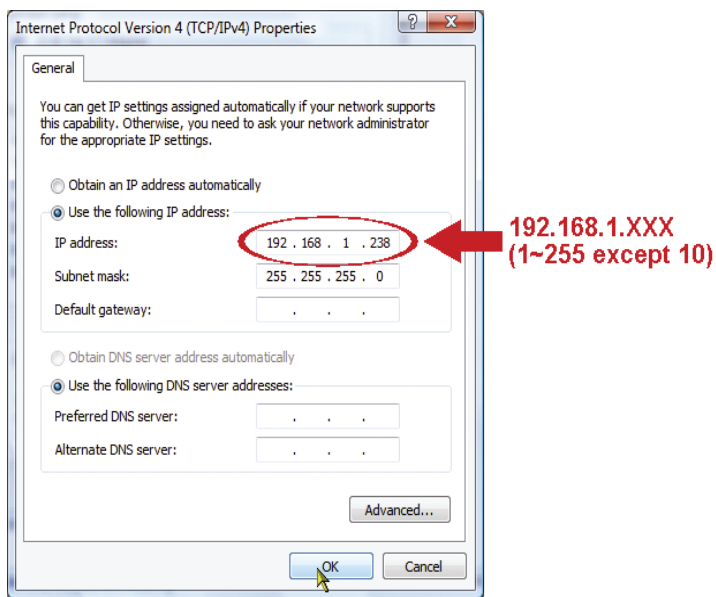 Internet Protocol Version 4 (TCP/IPv4) Properties
General
You can get IP settings assigned automatically if your network supports
this capability. Otherwise, you need to ask your network administrator
for the appropriate IP settings.
Obtain an IP address automatically
Use the following IP address:
IP address: 192 . 168 . 1 . 238
192.168.1.XXX
(1~255 except 10)
Subnet mask: 255 . 255 . 255 . 0
Default gateway: . . .
Obtain DNS server address automatically
Use the following DNS server addresses:
Preferred DNS server: . . .
Alternate DNS server: . . .
Advanced...
OK Cancel